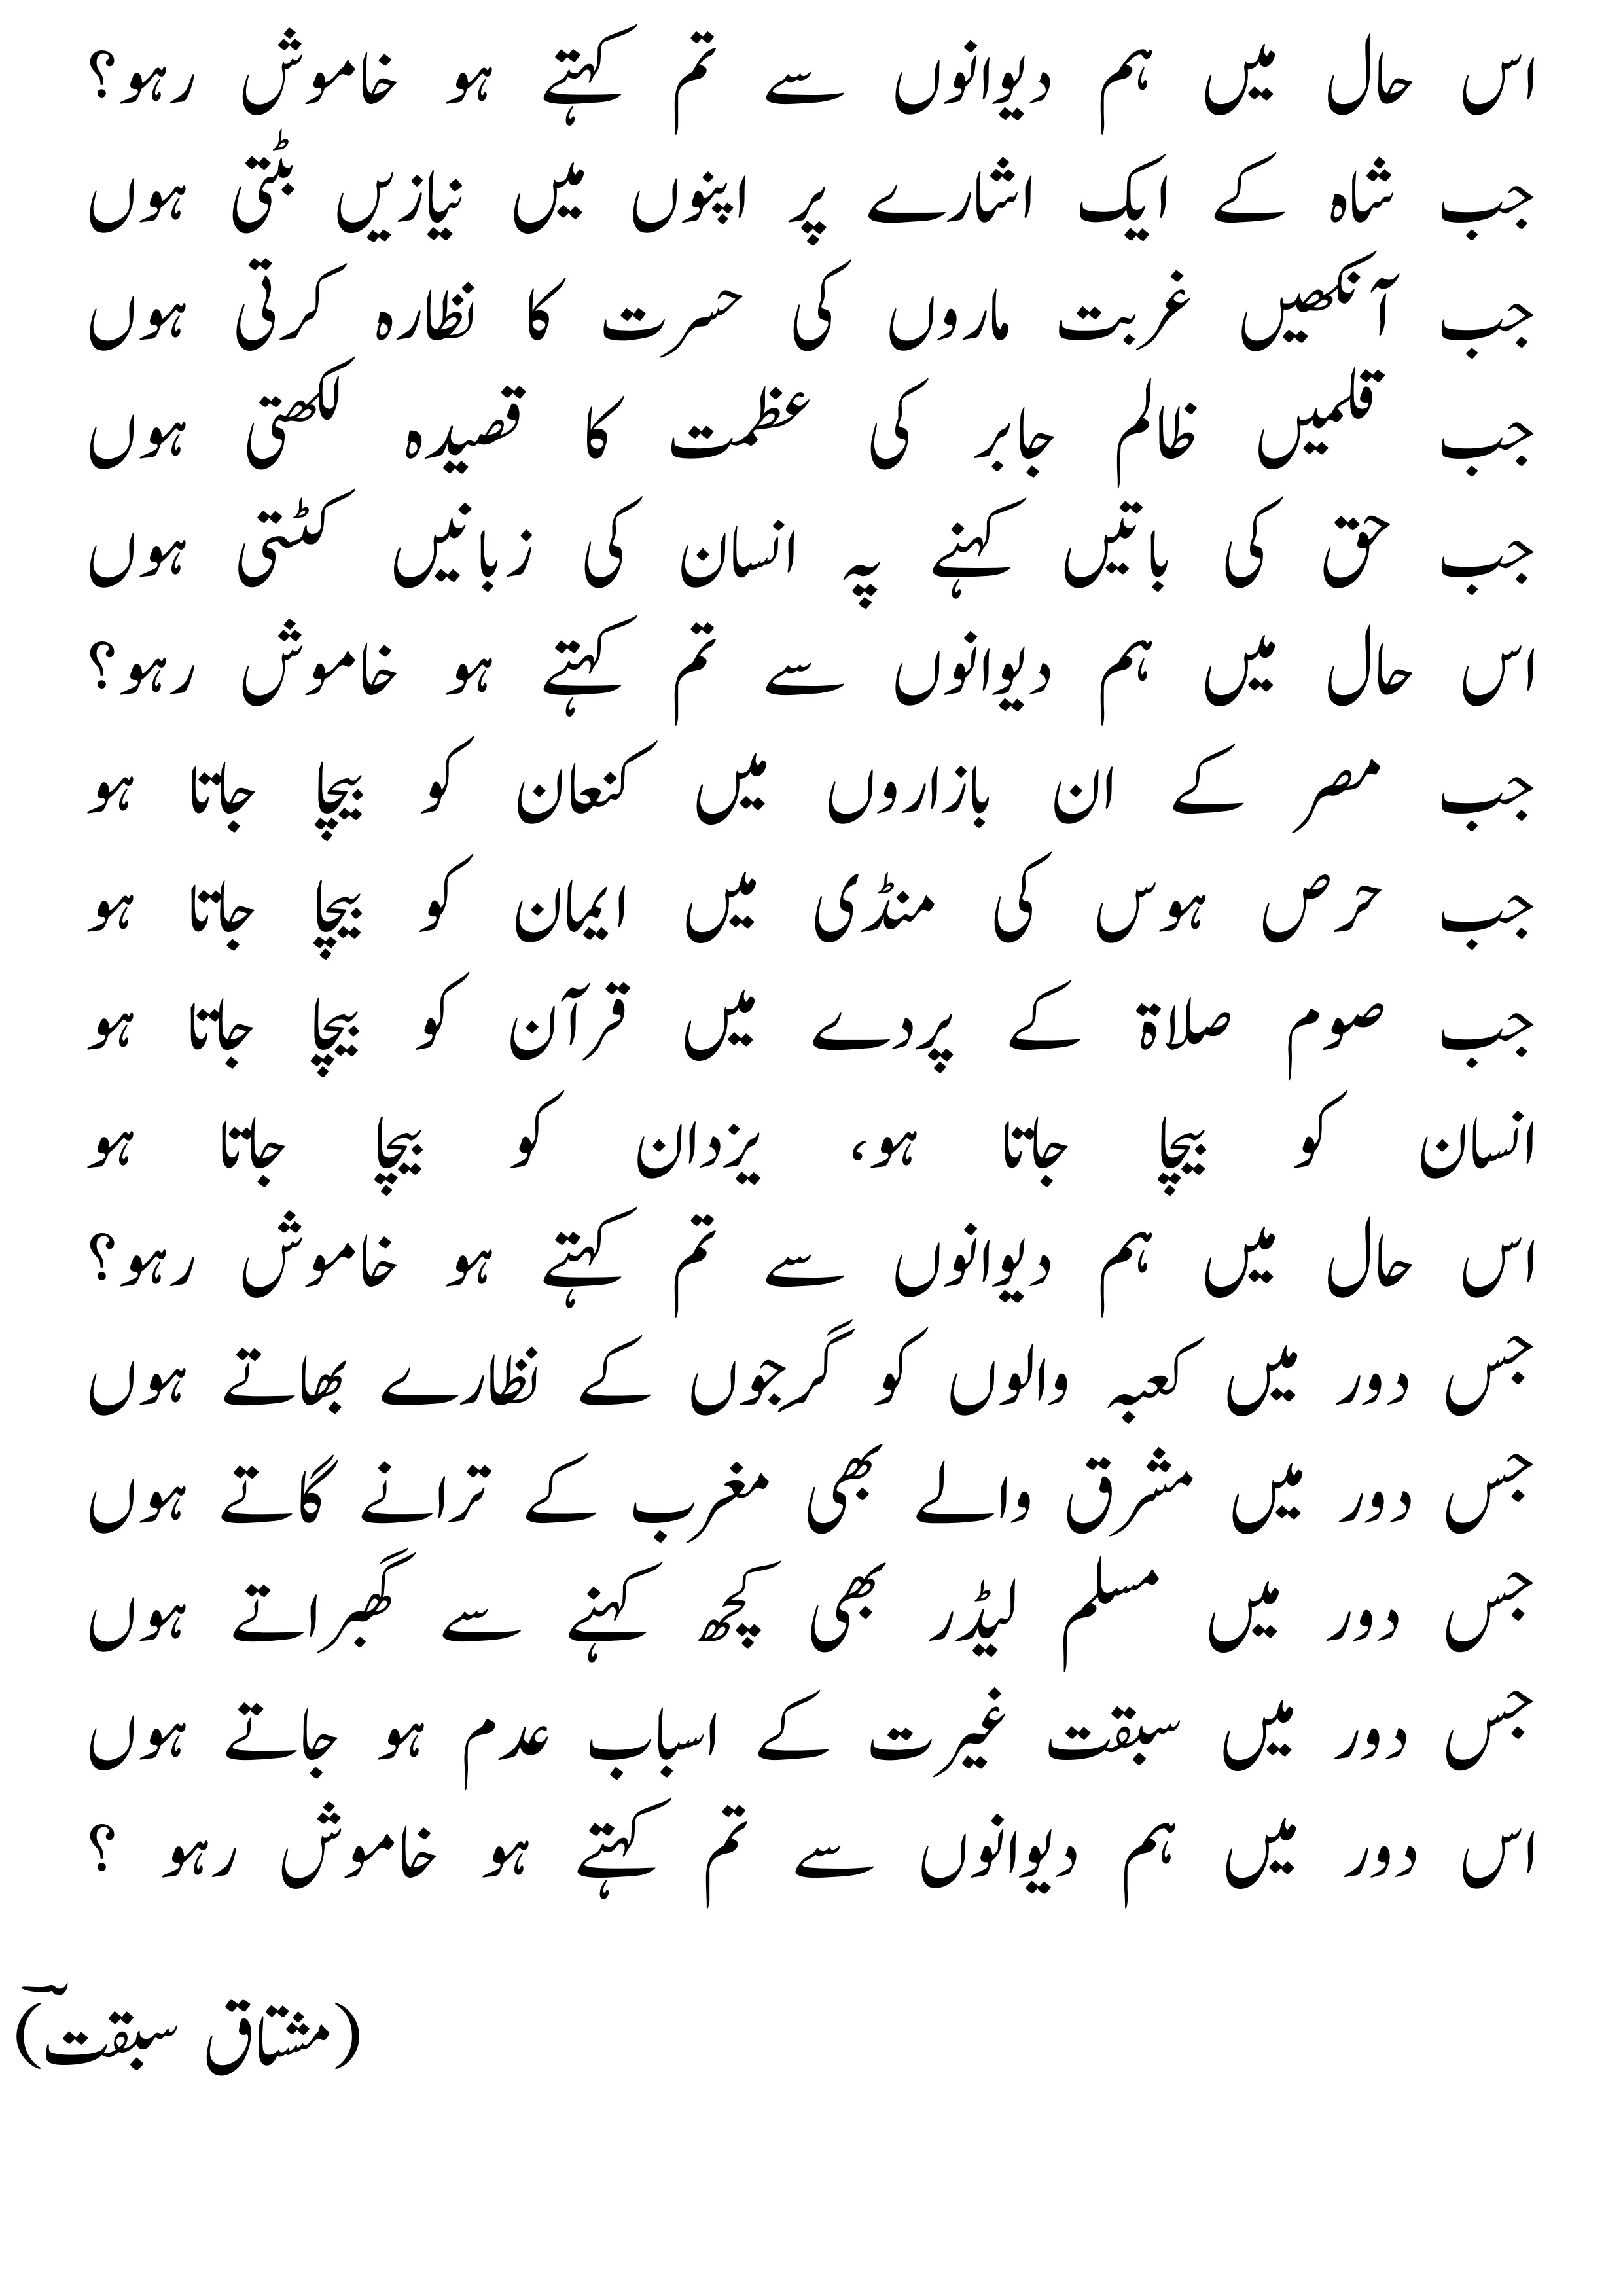 اس حال میں ہم دیوانوں سے تم کہتے ہو خاموش رہو؟
جب شاہ کے ایک اشارے پر اپنوں میں نیازیں بٹتی ہوں
جب آنکھیں غربت ماروں کی حسرت کا نظارہ کرتی ہوں
جب قلمیں ظالم جابر کی عظمت کا قصیدہ لکھتی ہوں
جب حق کی باتیں کہنے پہ انسان کی زبانیں کٹتی ہوں
اس حال میں ہم دیوانوں سے تم کہتے ہو خاموش رہو؟
جب مصر کے ان بازاروں میں کنعان کو بیچا جاتا ہو
جب حرص ہوس کی منڈی میں ایمان کو بیچا جاتا ہو
جب صوم صلاۃ کے پردے میں قرآن کو بیچا جاتا ہو
انسان کو بیچا جاتا ہو، یزدان کو بیچا جاتا ہو
اس حال میں ہم دیوانوں سے تم کہتے ہو خاموش رہو؟
جس دور میں کعبہ والوں کو گرجوں کے نظارے بھاتے ہوں
جس دور میں مشرق والے بھی مغرب کے ترانے گاتے ہوں
جس دور میں مسلم لیڈر بھی کچھ کہنے سے گھبراتے ہوں
جس دور میں سبقت غیرت کے اسباب عدم ہو جاتے ہوں
اس دور میں ہم دیوانوں سے تم کہتے ہو خاموش رہو ؟
(مشتاق سبقتؔ)